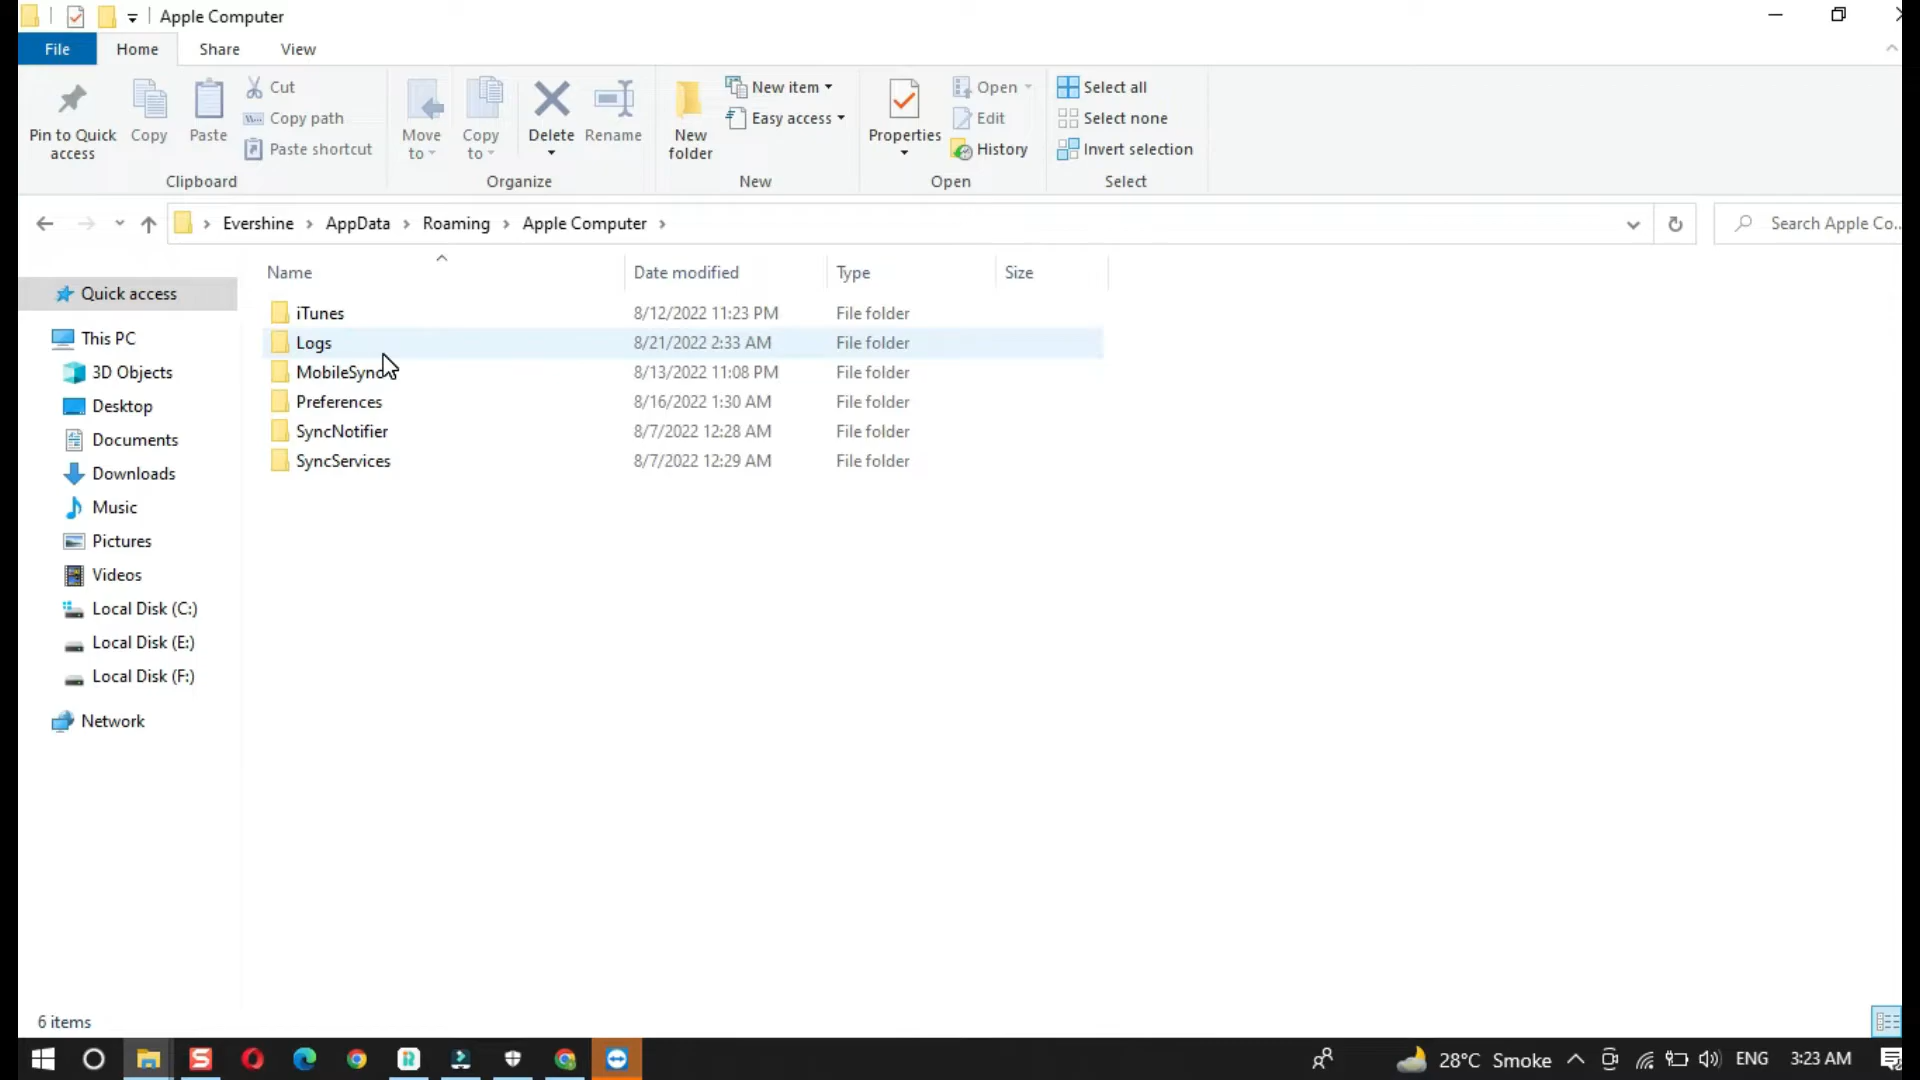 Apple Computer
File Home Share View
Pin to Quick access
Copy
Paste
Cut
Copy path
Paste shortcut
Clipboard
Move to
Copy to
Delete
Rename
Organize
New folder
New item
Easy access
New
Properties
Open
Edit
History
Open
Select all
Select none
Invert selection
Select
Evershine > AppData > Roaming > Apple Computer >
Search Apple Co...
Name Date modified Type Size
iTunes 8/12/2022 11:23 PM File folder
Logs 8/21/2022 2:33 AM File folder
MobileSync 8/13/2022 11:08 PM File folder
Preferences 8/16/2022 1:30 AM File folder
SyncNotifier 8/7/2022 12:28 AM File folder
SyncServices 8/7/2022 12:29 AM File folder
Quick access
This PC
3D Objects
Desktop
Documents
Downloads
Music
Pictures
Videos
Local Disk (C:)
Local Disk (E:)
Local Disk (F:)
Network
6 items
28°C Smoke ENG 3:23 AM